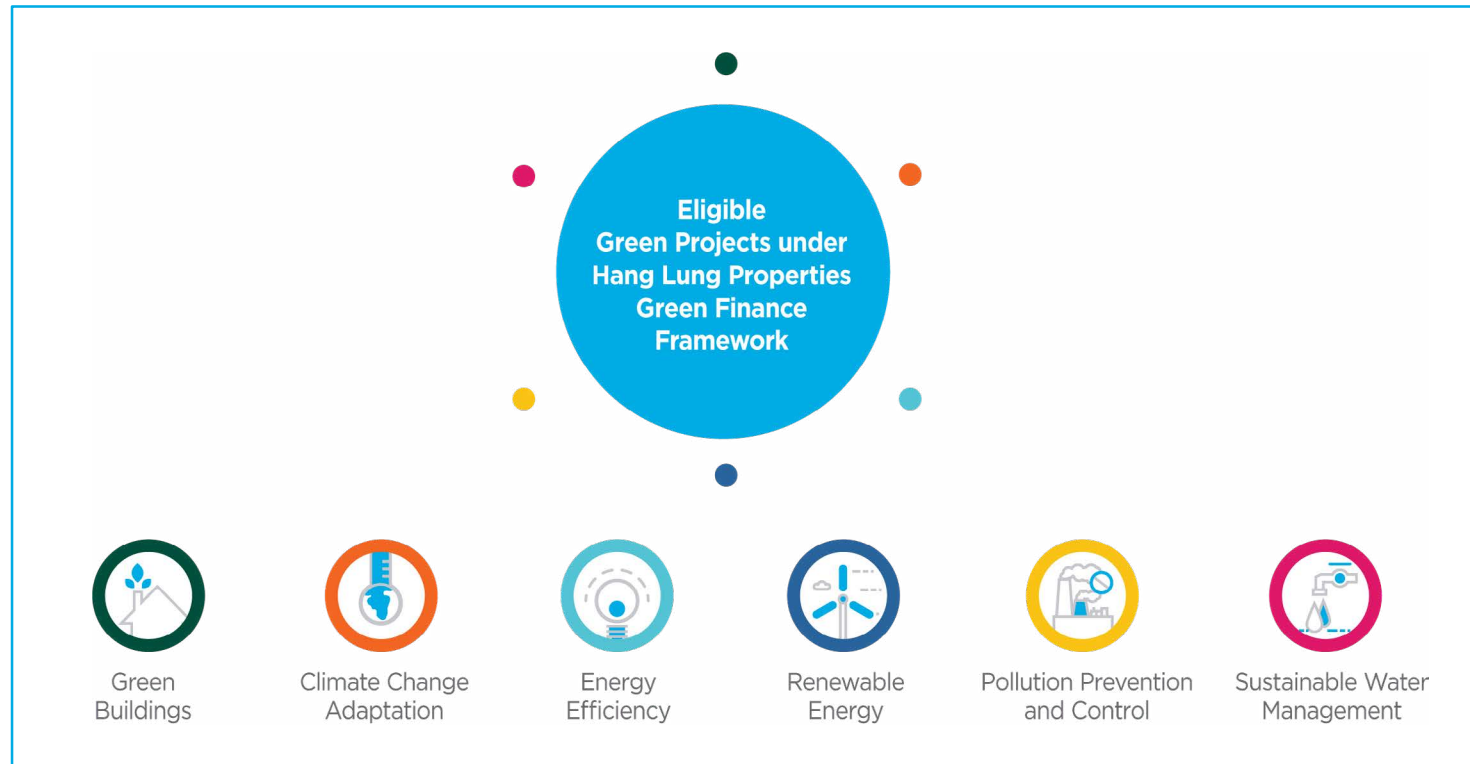 Eligible
Green Projects under
Hang Lung Properties
Green Finance
Framework
Green
Buildings
Climate Change
Adaptation
Energy
Efficiency
Renewable
Energy
Pollution Prevention
and Control
Sustainable Water
Management